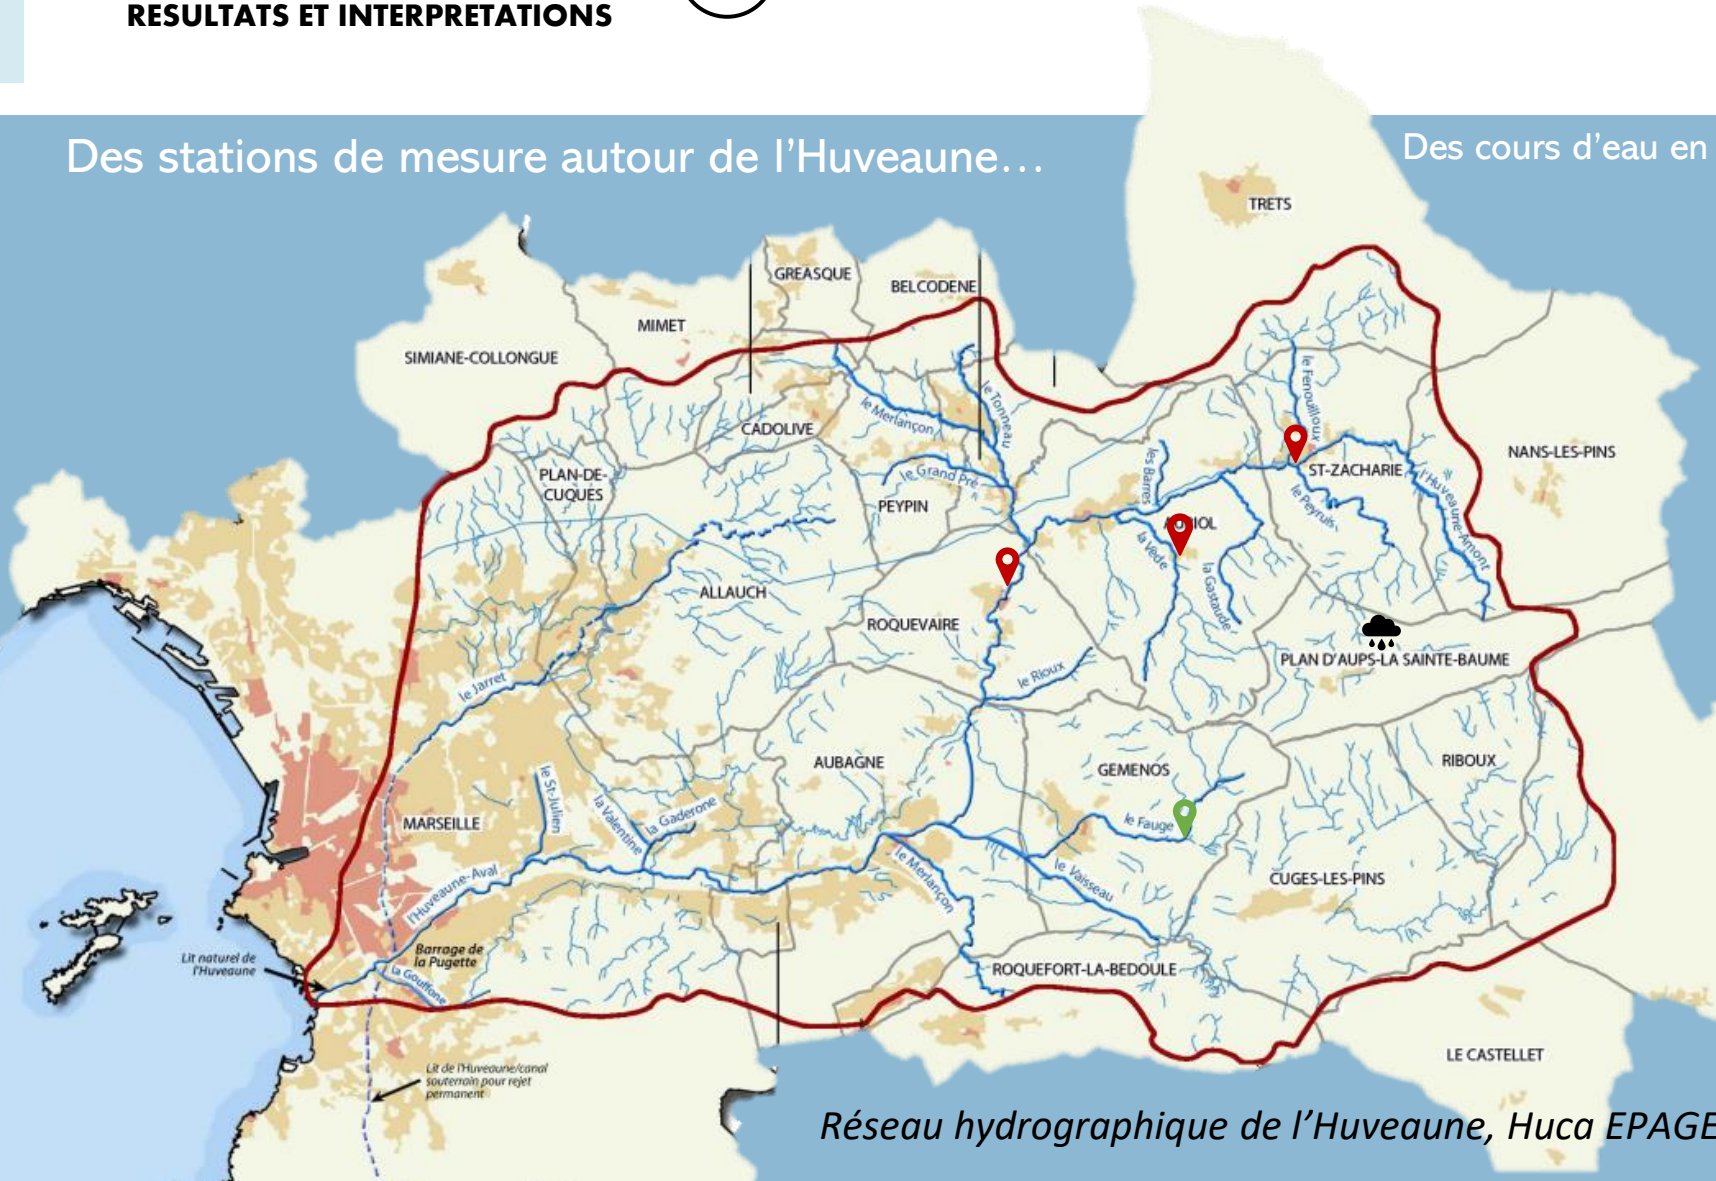 RESULTATS ET INTERPRETATIONS
Des stations de mesure autour de l'Huveaune...
Des cours d'eau en
TRETS
GREASQUE
BELCODENE
MIMET
SIMIANE-COLLONGUE
le Fenouilloux
le Tonneau
le Merlançon
CADOLIVE
NANS-LES-PINS
ST-ZACHARIE
les Barres
PLAN-DE-
CUQUES
le Grand Pré
l'Huveaune-Amont
PEYPIN
le Peyruis
AURIOL
la Vède
ALLAUCH
la Gastaude
ROQUEVAIRE
PLAN D'AUPS-LA SAINTE-BAUME
le Rioux
le Jarret
AUBAGNE
GEMENOS
RIBOUX
le St-Julien
la Valentine
la Gaderone
MARSEILLE
le Fauge
l'Huveaune-Aval
le Merlançon
le Vaisseau
CUGES-LES-PINS
Barrage de
la Pugette
Lit naturel de
l'Huveaune
la Gouffone
ROQUEFORT-LA-BEDOULE
LE CASTELLET
Lit de l'Huveaune/canal
souterrain pour rejet
permanent
Réseau hydrographique de l'Huveaune, Huca EPAGE